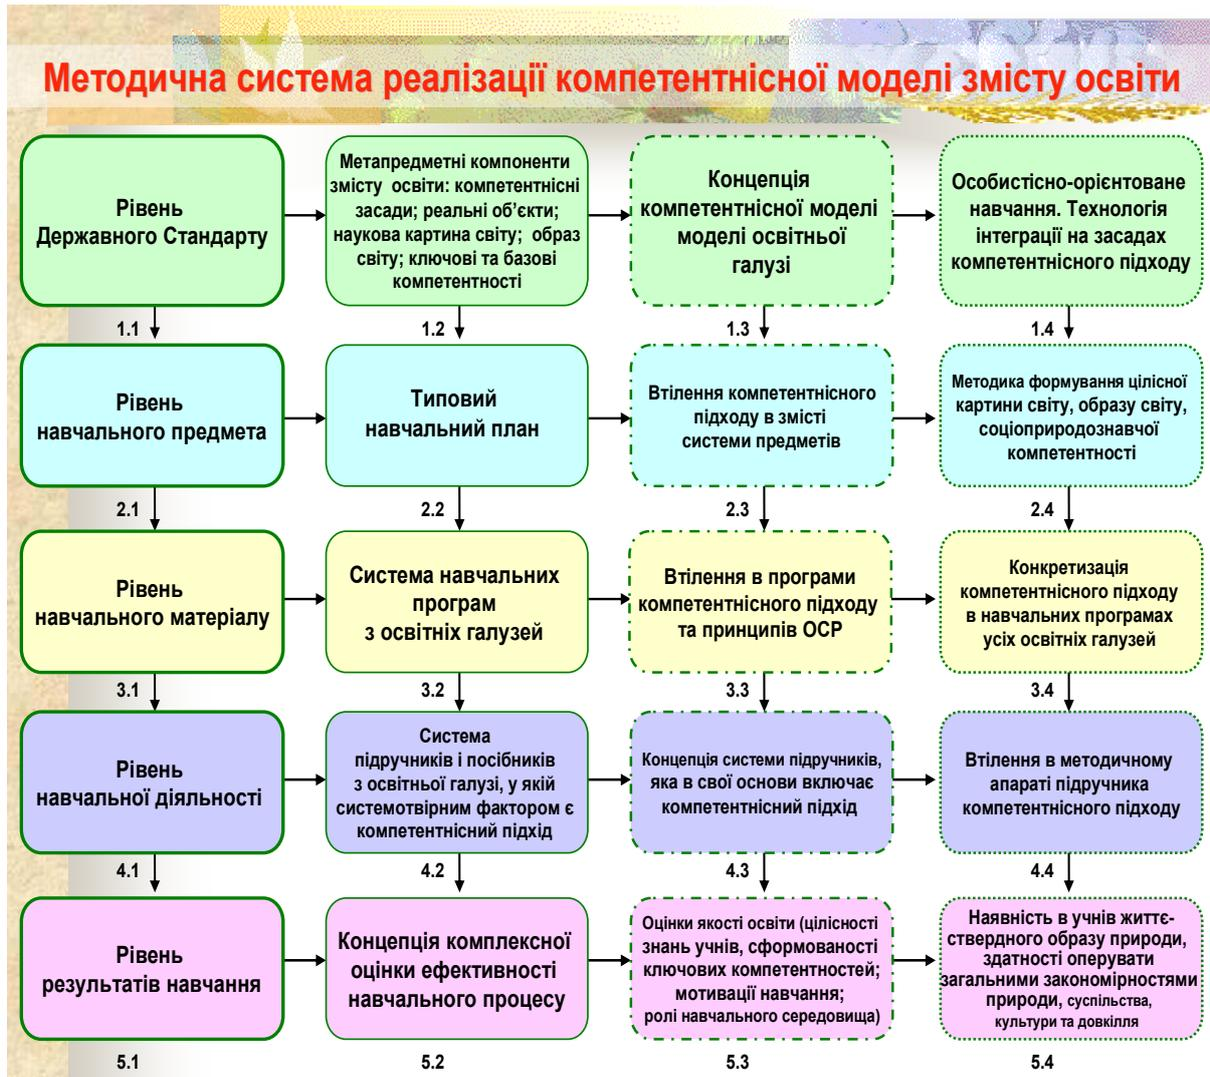 Методична система реалізації компетентнісної моделі змісту освіти
Рівень
Державного Стандарту
Метапредметні компоненти
змісту освіти: компетентнісні
засади; реальні об’єкти;
наукова картина світу; образ
світу; ключові та базові
компетентності
Концепція
компетентнісної моделі
моделі освітньої
галузі
Особистісно-орієнтоване
навчання. Технологія
інтеграції на засадах
компетентнісного підходу
1.1
1.2
1.3
1.4
Рівень
навчального предмета
Типовий
навчальний план
Втілення компетентнісного
підходу в змісті
системи предметів
Методика формування цілісної
картини світу, образу світу,
соціоприродознавчої
компетентності
2.1
2.2
2.3
2.4
Рівень
навчального матеріалу
Система навчальних
програм
з освітніх галузей
Втілення в програми
компетентнісного підходу
та принципів ОСР
Конкретизація
компетентнісного підходу
в навчальних програмах
усіх освітніх галузей
3.1
3.2
3.3
3.4
Рівень
навчальної діяльності
Система
підручників і посібників
з освітньої галузі, у якій
системотвірним фактором є
компетентнісний підхід
Концепція системи підручників,
яка в свої основи включає
компетентнісний підхід
Втілення в методичному
апараті підручника
компетентнісного підходу
4.1
4.2
4.3
4.4
Рівень
результатів навчання
Концепція комплексної
оцінки ефективності
навчального процесу
Оцінки якості освіти (цілісності
знань учнів, сформованості
ключових компетентностей;
мотивації навчання;
ролі навчального середовища)
Наявність в учнів життє-
ствердного образу природи,
здатності оперувати
загальними закономірностями
природи, суспільства,
культури та довкілля
5.1
5.2
5.3
5.4